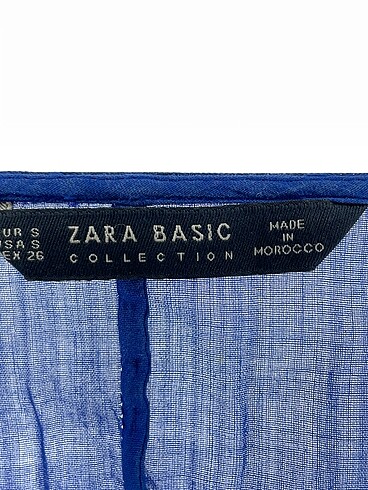 UR S
USA S
EX 26
ZARA BASIC
COLLECTION
MADE
IN
MOROCCO